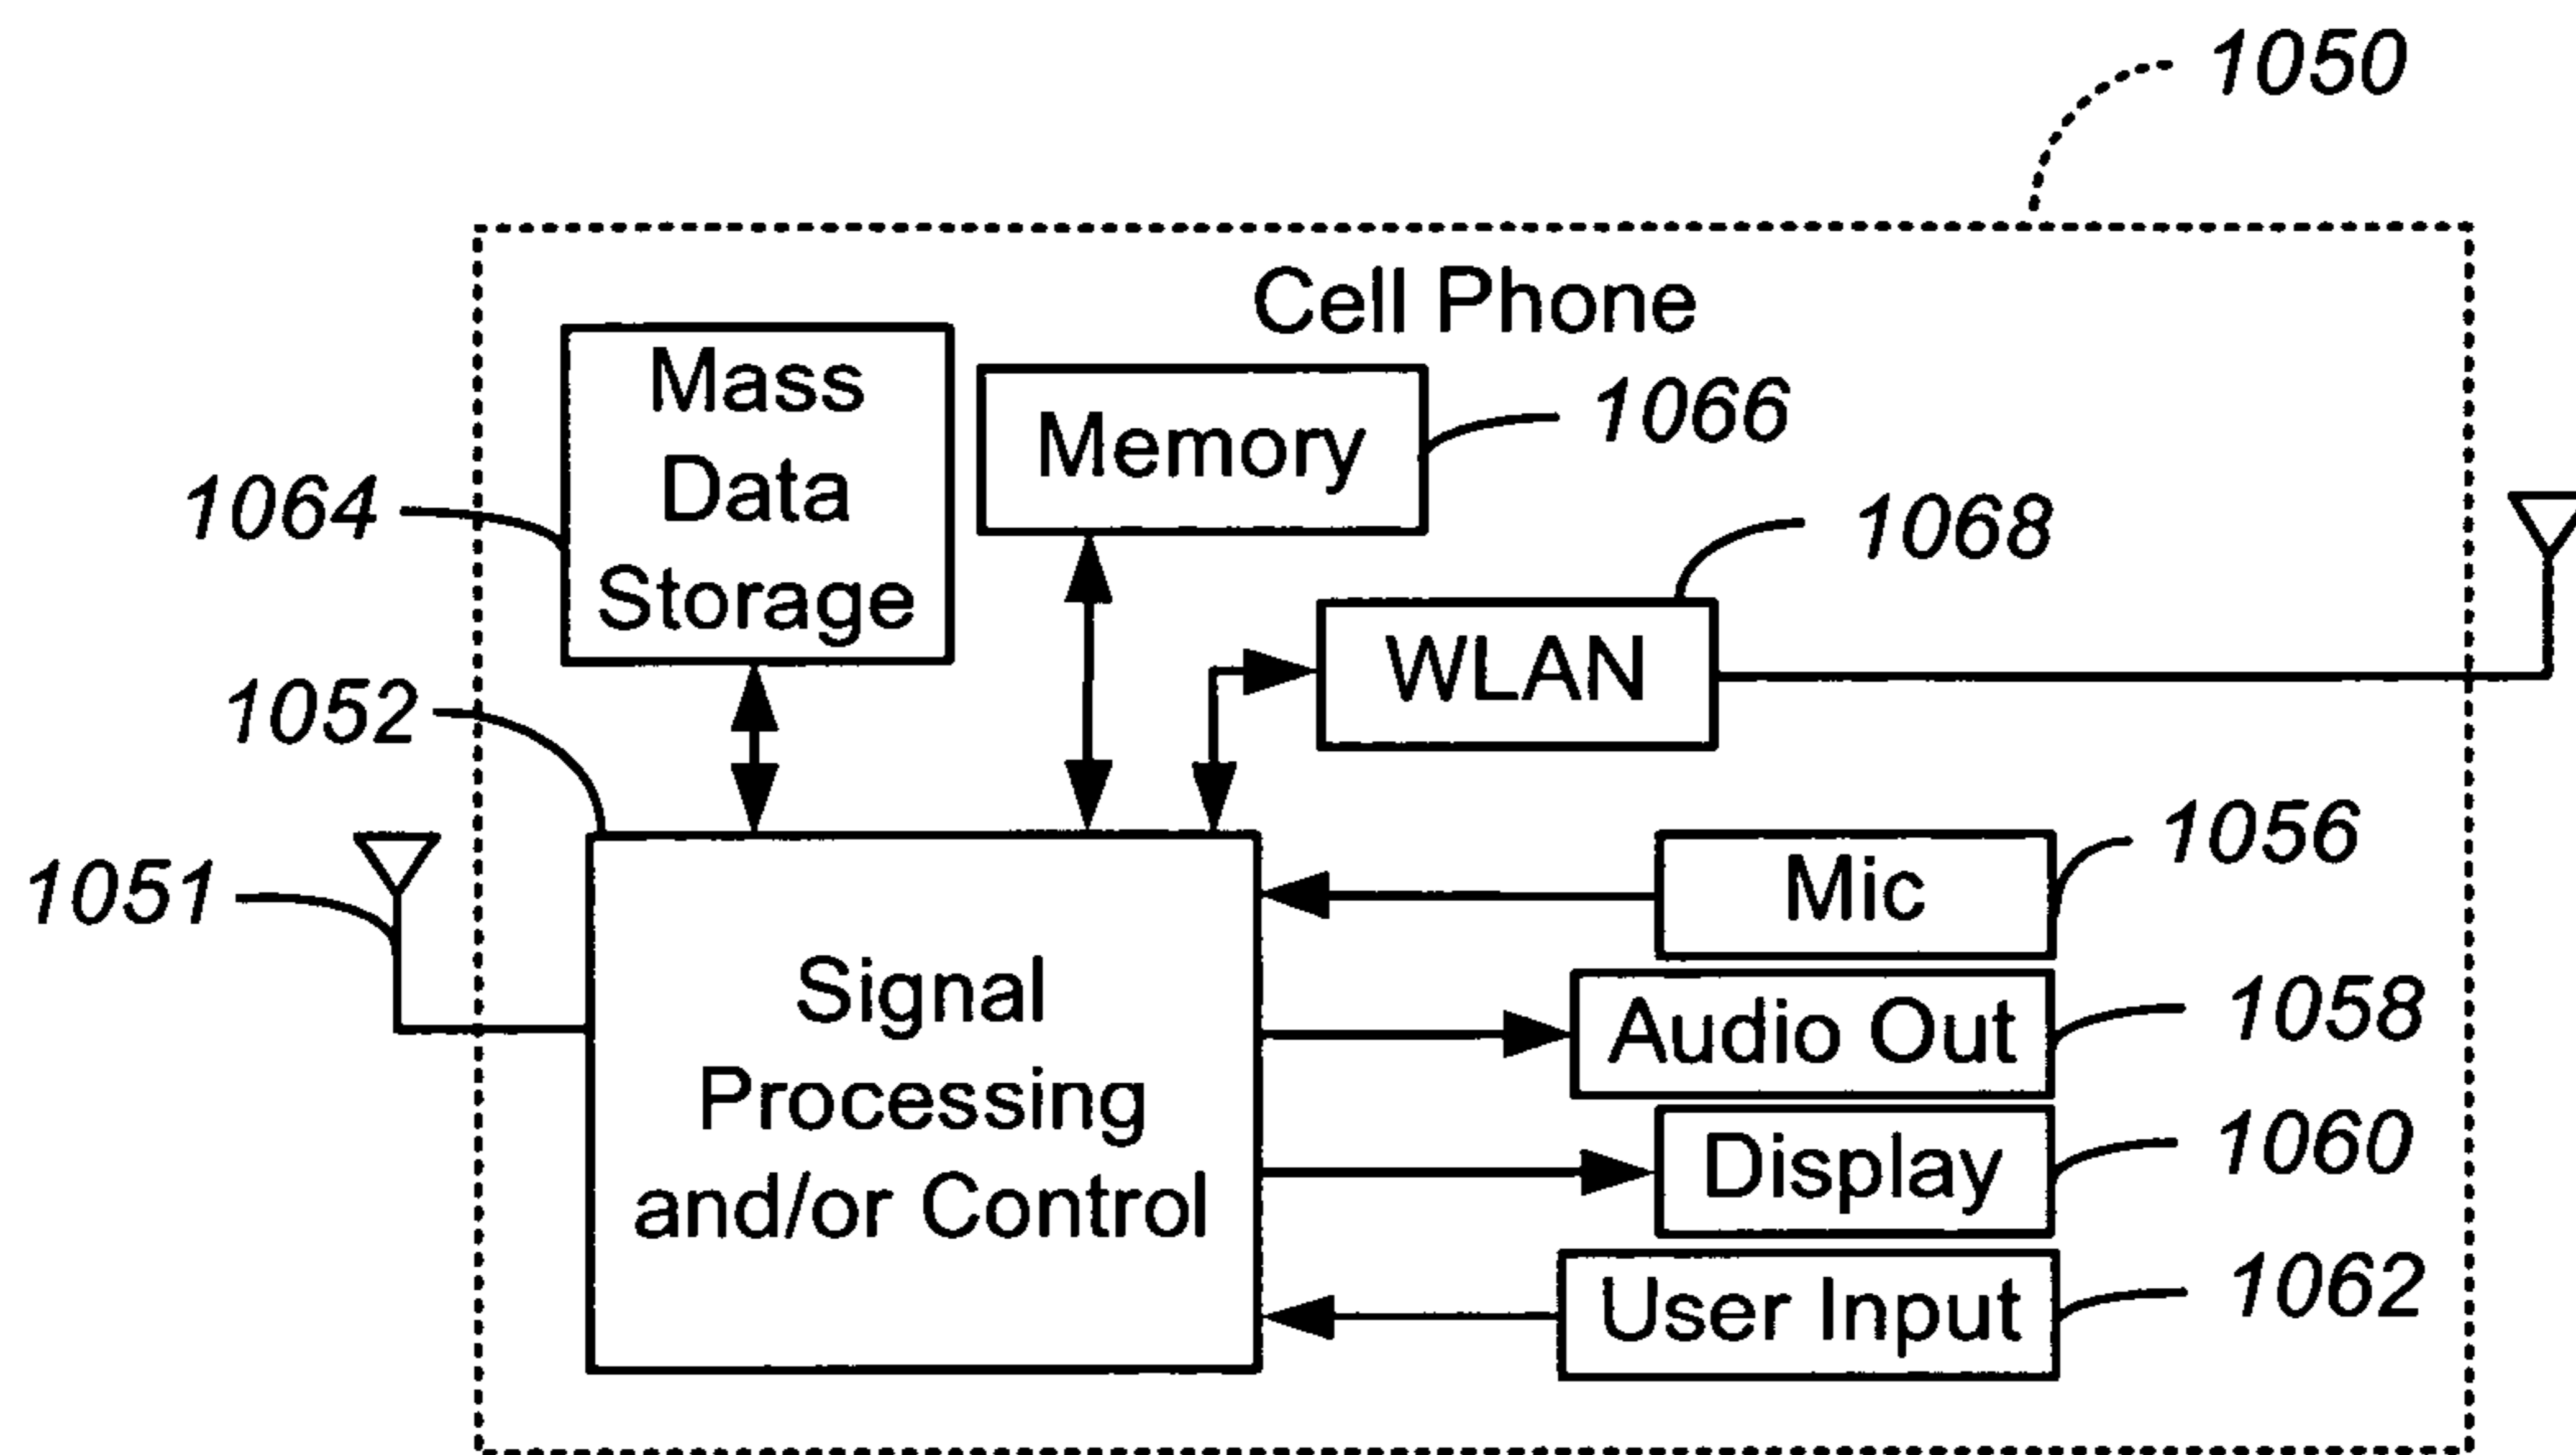 1050
Cell Phone
Mass
Data
Storage
1064
Memory
1066
1068
WLAN
1052
1051
Signal
Processing
and/or Control
Mic
1056
Audio Out
1058
Display
1060
User Input
1062